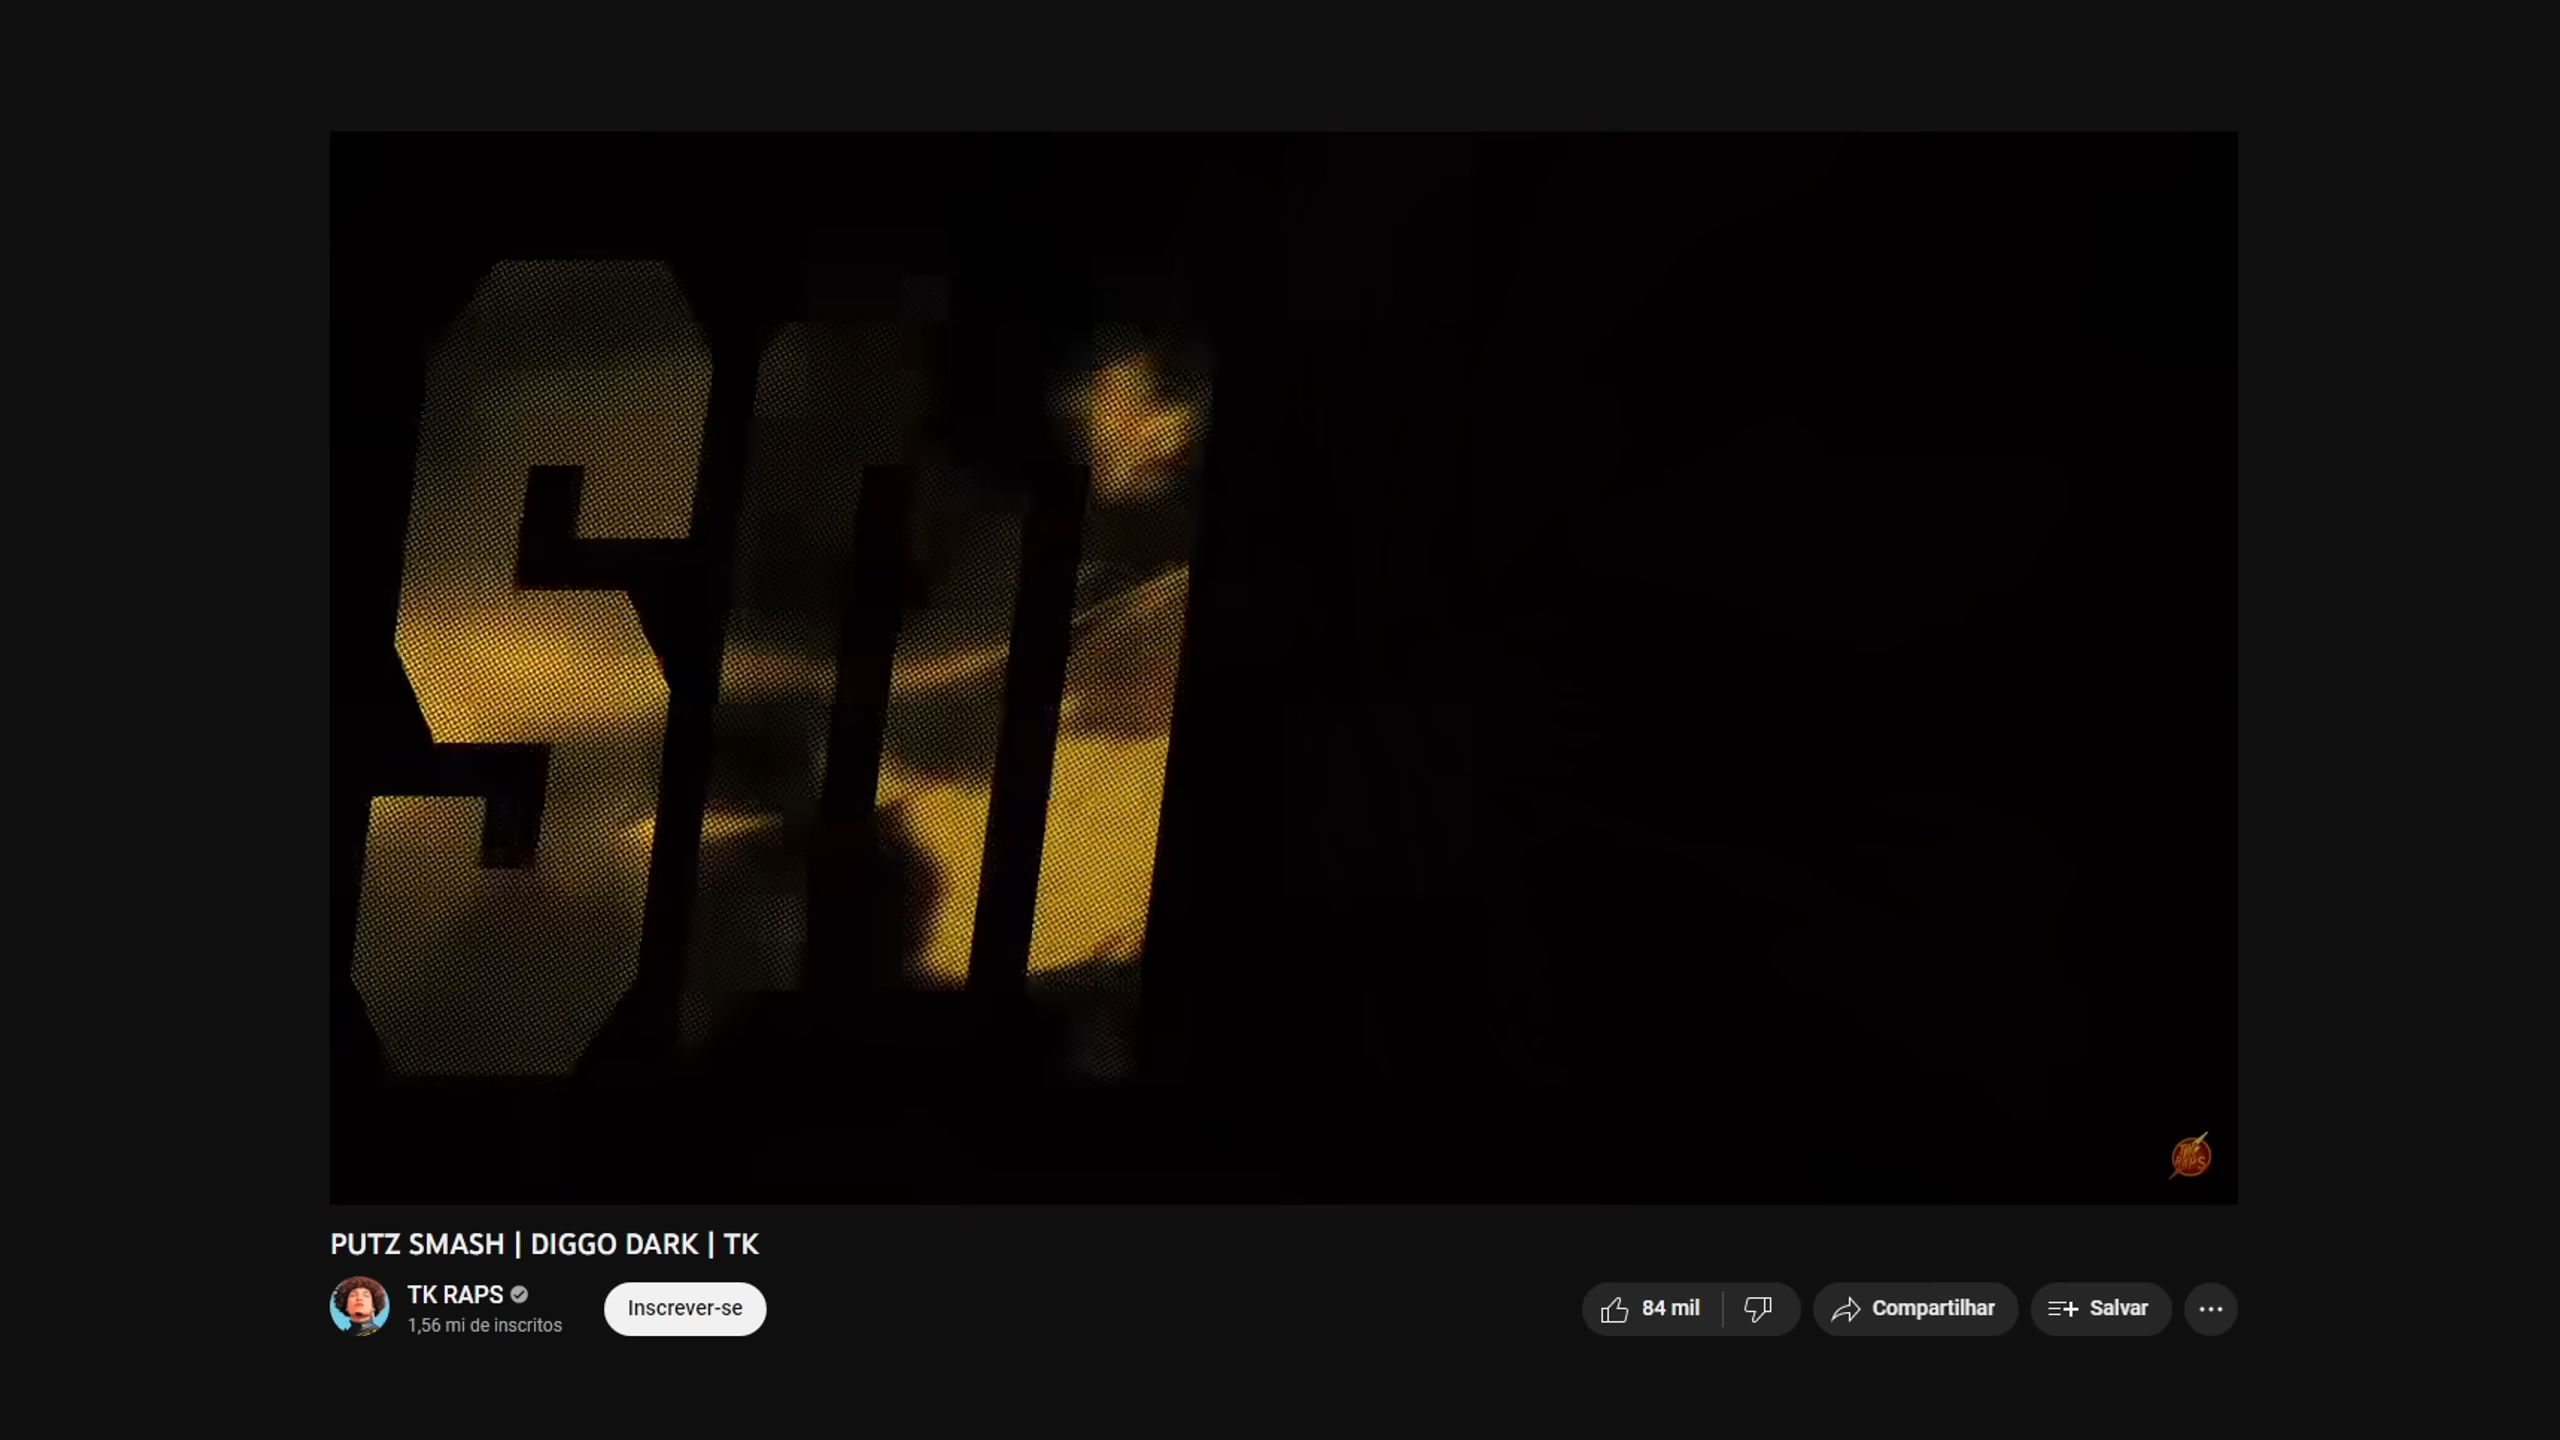 PUTZ SMASH | DIGGO DARK | TK
TK RAPS
1,56 mi de inscritos
Inscrever-se
84 mil
Compartilhar
Salvar